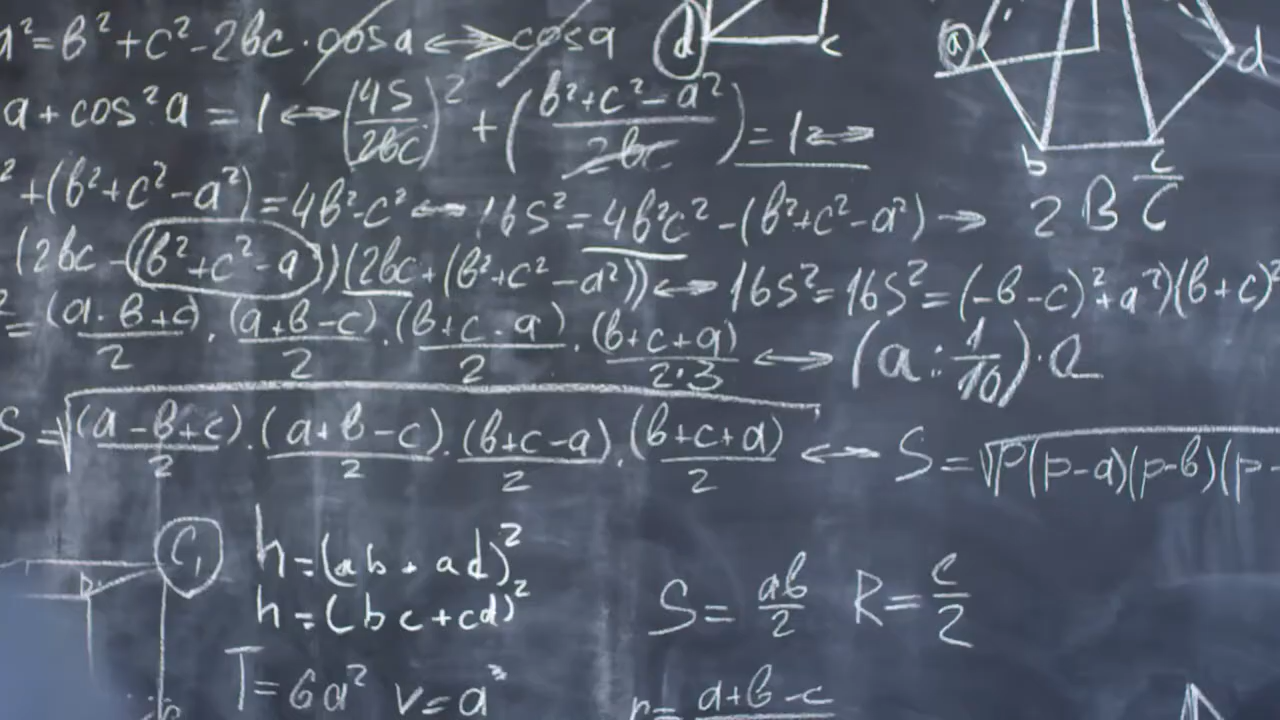 a²=b²+c²-2bc·cosa⟷cosa
a+cos²a=1⟷(4S/2bc)²+(b²+c²-a²/2bc)=1⟷
²+(b²+c²-a²)=4b²-c²⟷16S²=4b²c²-(b²+c²-a²)→
(2bc-(b²+c²-a))(2bc+(b²+c²-a²))⟷16S²=16S²=(-b-c)²+a²)(b+c)²
²=(a·b+c)/2·(a+b-c)/2·(b+c-a)/2·(b+c+a)/2·3⟷(a:1/10)·a
S=√(a-b+c)/2·(a+b-c)/2·(b+c-a)/2·(b+c+a)/2⟷S=√p(p-a)(p-b)(p-
d
c
a
d
b
c
2BC
C₁
h=(ab+ad)²
h=(bc+cd)²
T=6a² v=a³
S=ab/2 R=c/2
r=a+b-c